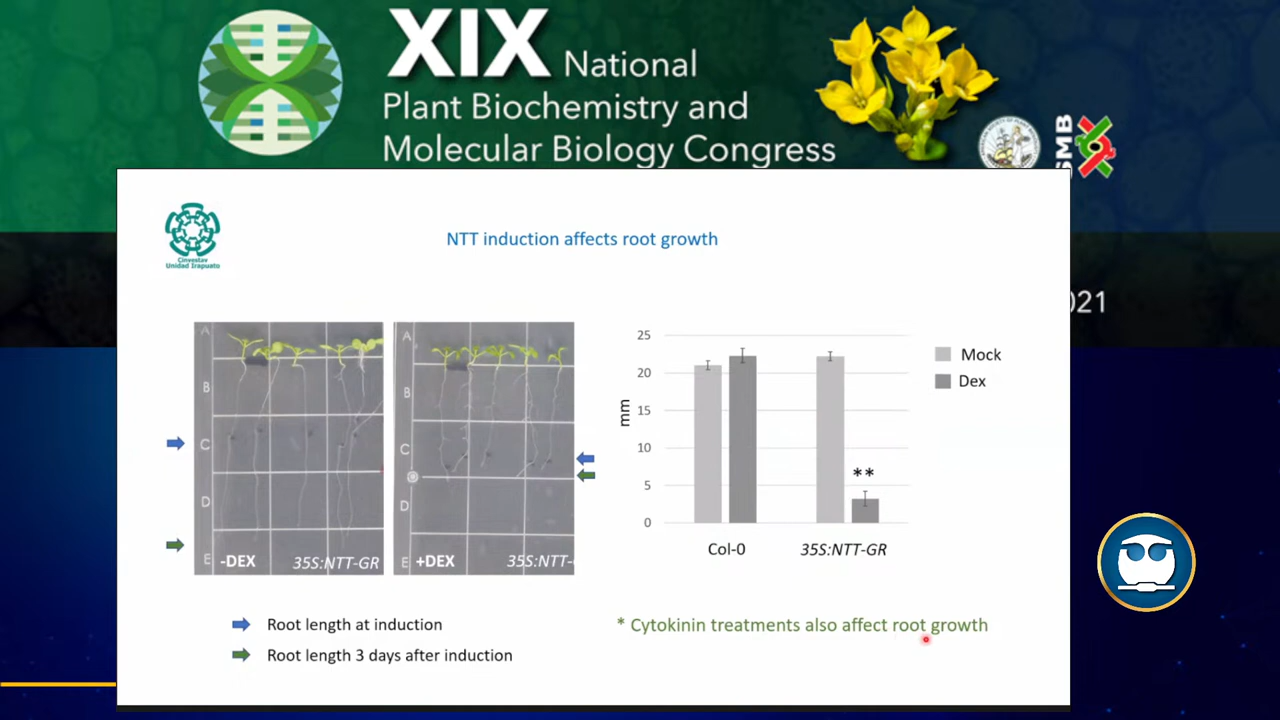 XIX National
Plant Biochemistry and
Molecular Biology Congress
SMB
021
Cinvestav
Unidad Irapuato
NTT induction affects root growth
A
B
C
D
E
-DEX
35S:NTT-GR
A
B
C
D
E
+DEX
35S:NTT-
25
20
15
10
5
0
mm
**
Col-0
35S:NTT-GR
Mock
Dex
Root length at induction
Root length 3 days after induction
* Cytokinin treatments also affect root growth